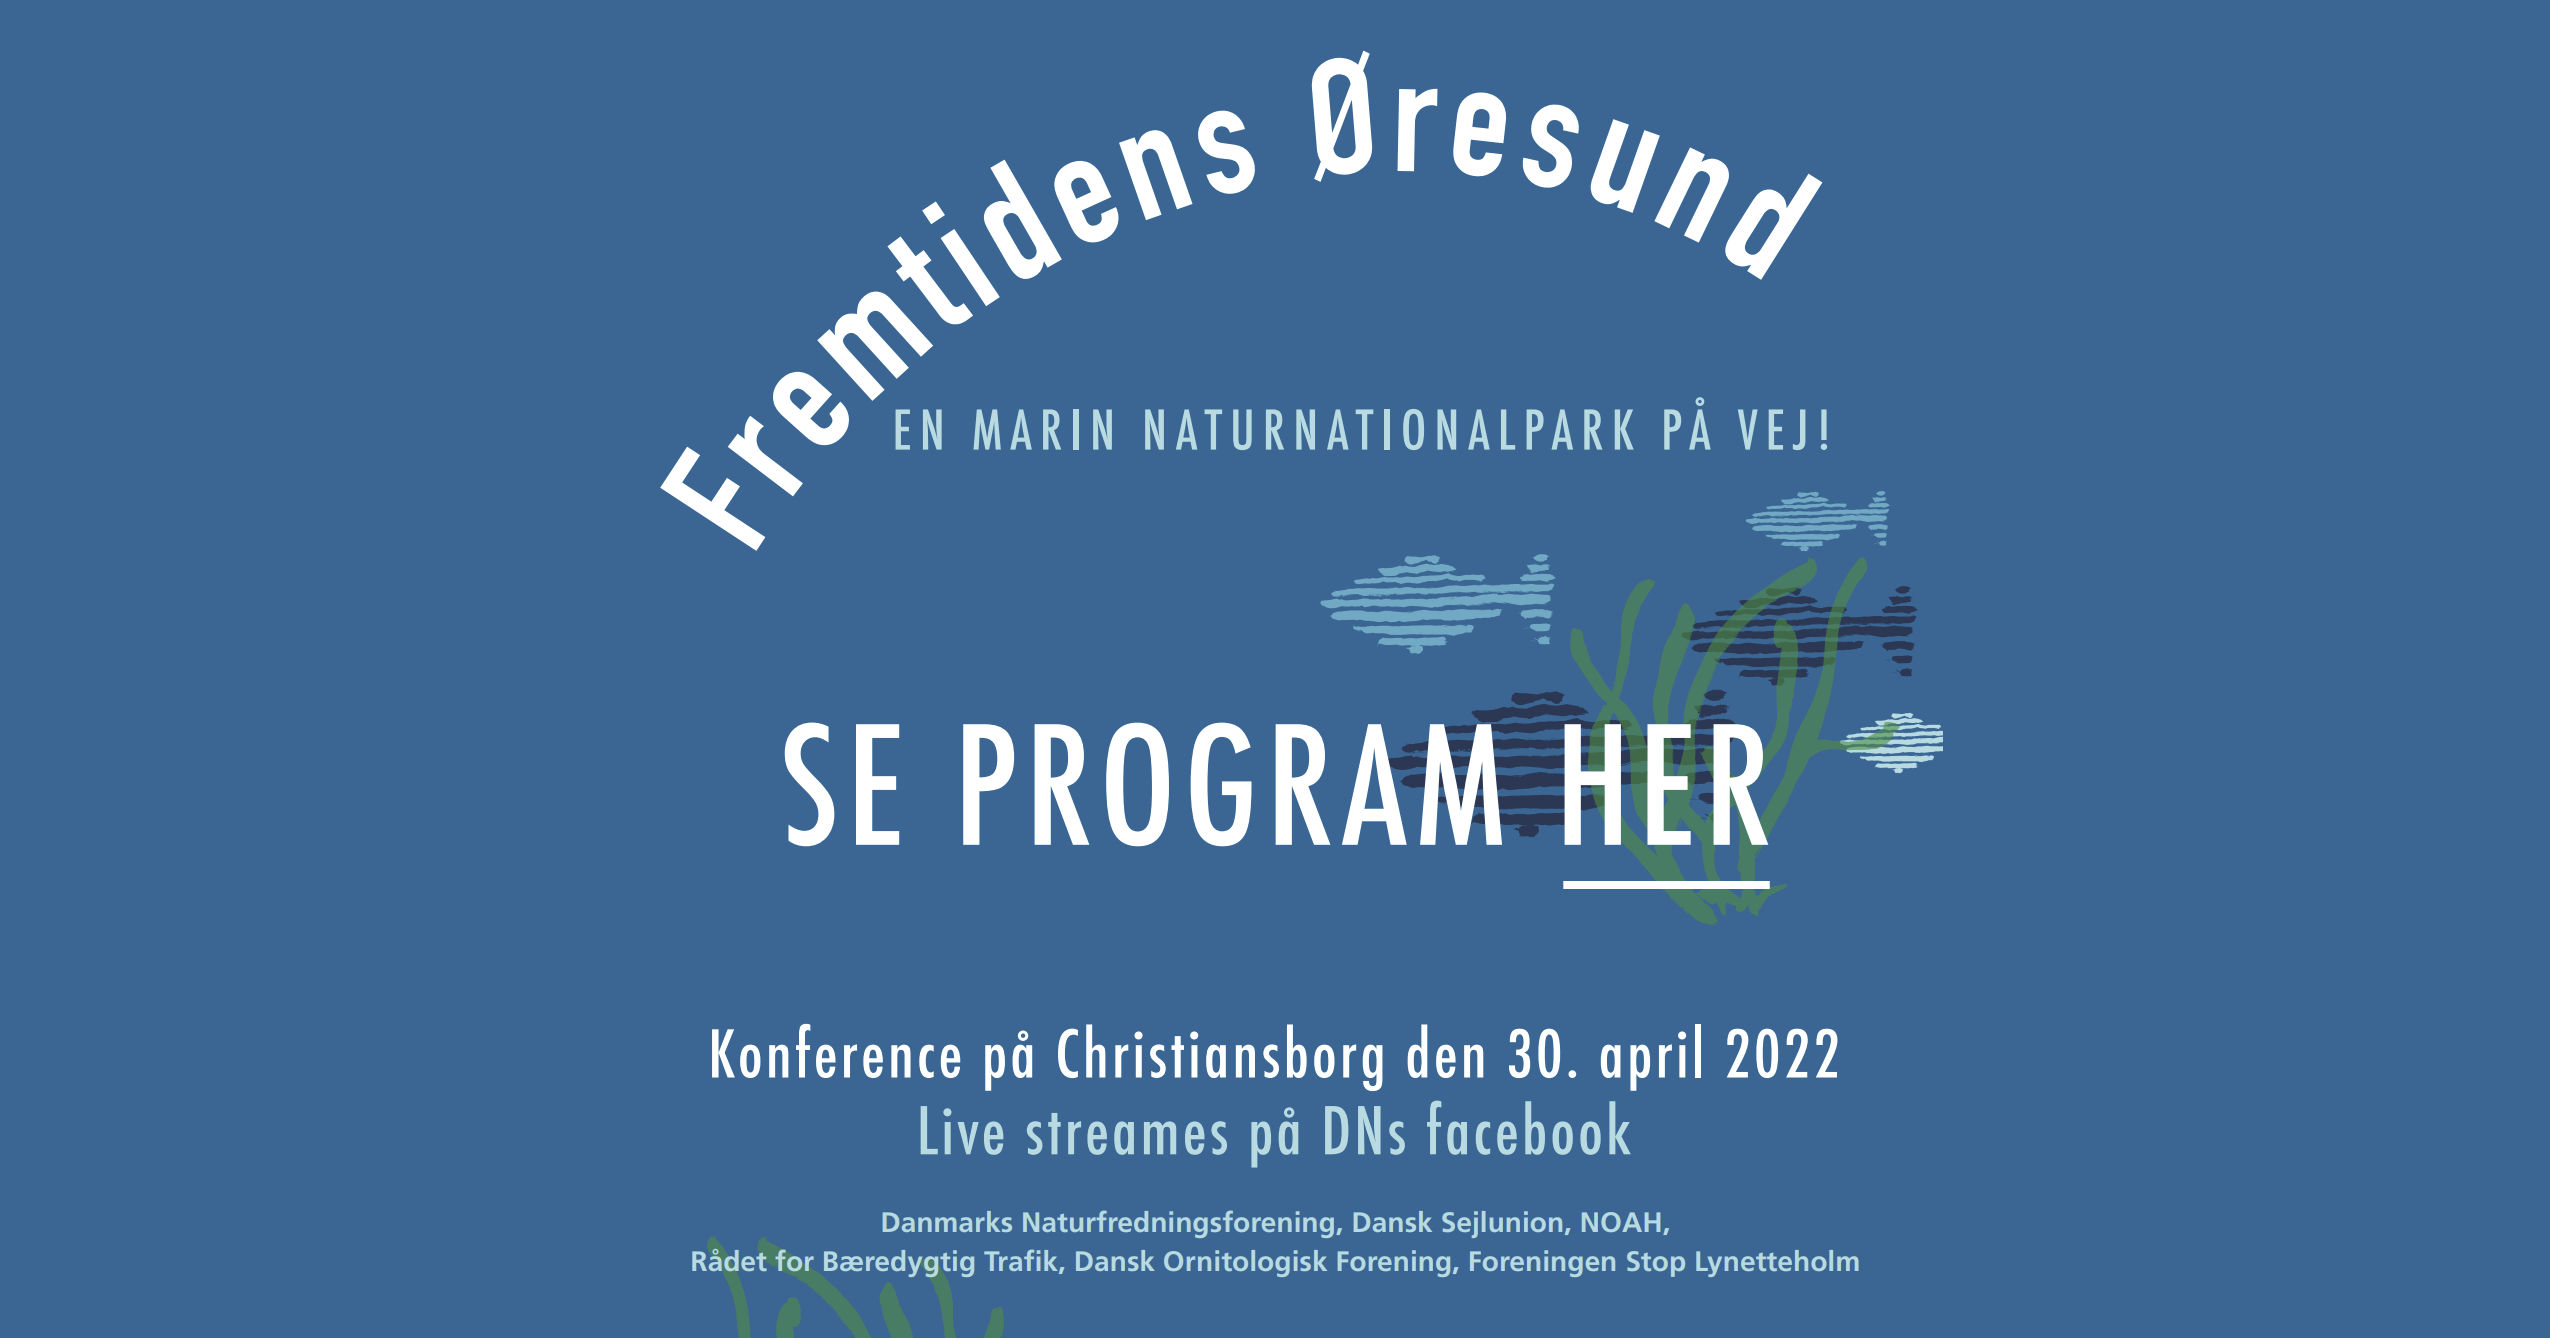 Fremtidens Øresund
EN MARIN NATURNATIONALPARK PÅ VEJ!
SE PROGRAM HER
Konference på Christiansborg den 30. april 2022
Live streames på DNs facebook
Danmarks Naturfredningsforening, Dansk Sejlunion, NOAH,
Rådet for Bæredygtig Trafik, Dansk Ornitologisk Forening, Foreningen Stop Lynetteholm